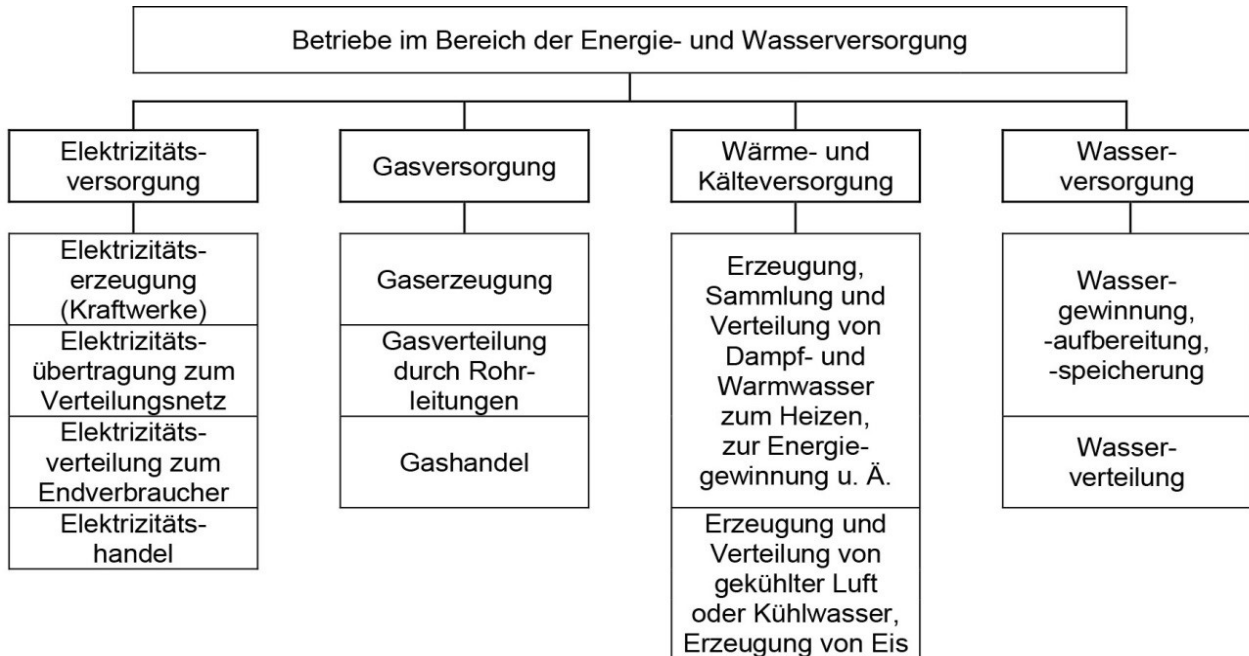 Betriebe im Bereich der Energie- und Wasserversorgung
Elektrizitäts-
versorgung
Gasversorgung
Wärme- und
Kälteversorgung
Wasser-
versorgung
Elektrizitäts-
erzeugung
(Kraftwerke)
Elektrizitäts-
übertragung zum
Verteilungsnetz
Elektrizitäts-
verteilung zum
Endverbraucher
Elektrizitäts-
handel
Gaserzeugung
Gasverteilung
durch Rohr-
leitungen
Gashandel
Erzeugung,
Sammlung und
Verteilung von
Dampf- und
Warmwasser
zum Heizen,
zur Energie-
gewinnung u. Ä.
Erzeugung und
Verteilung von
gekühlter Luft
oder Kühlwasser,
Erzeugung von Eis
Wasser-
gewinnung,
-aufbereitung,
-speicherung
Wasser-
verteilung